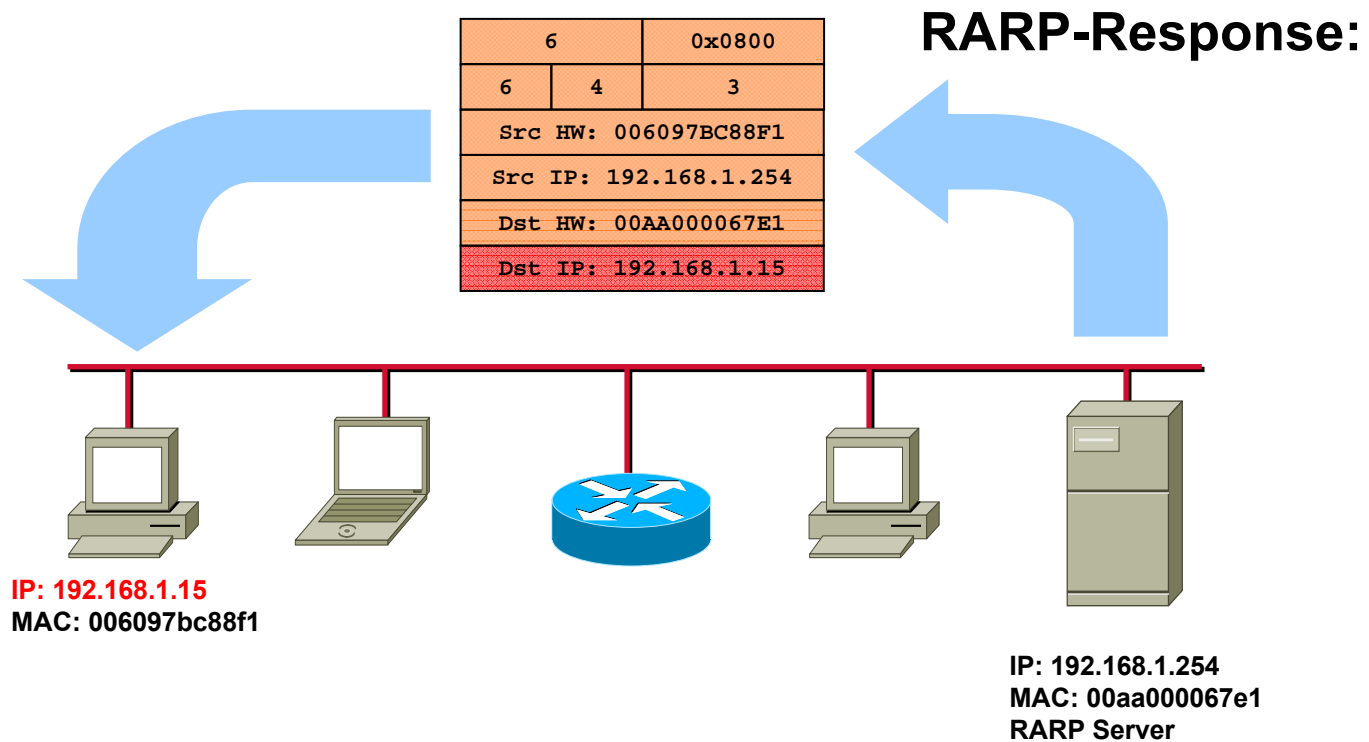 RARP-Response:
6 0x0800
6 4 3
Src HW: 006097BC88F1
Src IP: 192.168.1.254
Dst HW: 00AA000067E1
Dst IP: 192.168.1.15
IP: 192.168.1.15
MAC: 006097bc88f1
IP: 192.168.1.254
MAC: 00aa000067e1
RARP Server